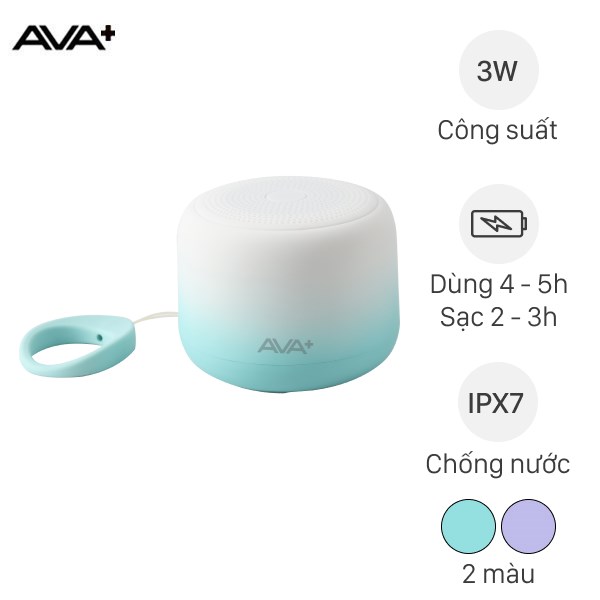 AVA+
3W
Công suất
Dùng 4 - 5h
Sạc 2 - 3h
AVA+
IPX7
Chống nước
2 màu